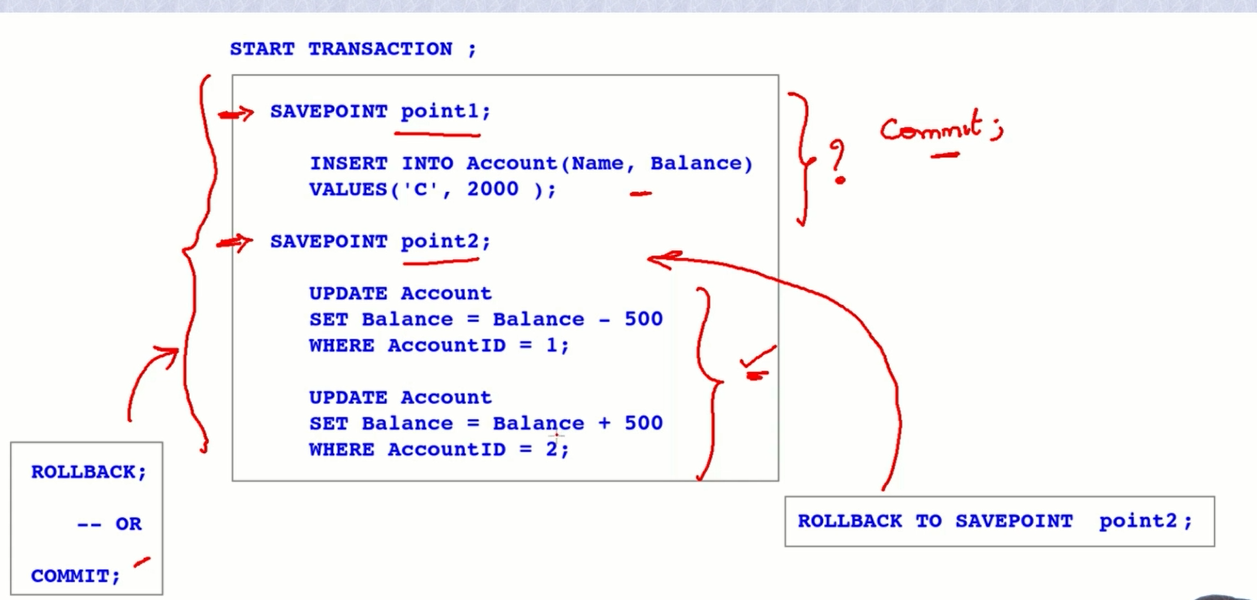 START TRANSACTION ;
SAVEPOINT point1;
INSERT INTO Account(Name, Balance)
VALUES('C', 2000 );
SAVEPOINT point2;
UPDATE Account
SET Balance = Balance - 500
WHERE AccountID = 1;
UPDATE Account
SET Balance = Balance + 500
WHERE AccountID = 2;
?
Commit;
ROLLBACK;
-- OR
COMMIT;
ROLLBACK TO SAVEPOINT point2;